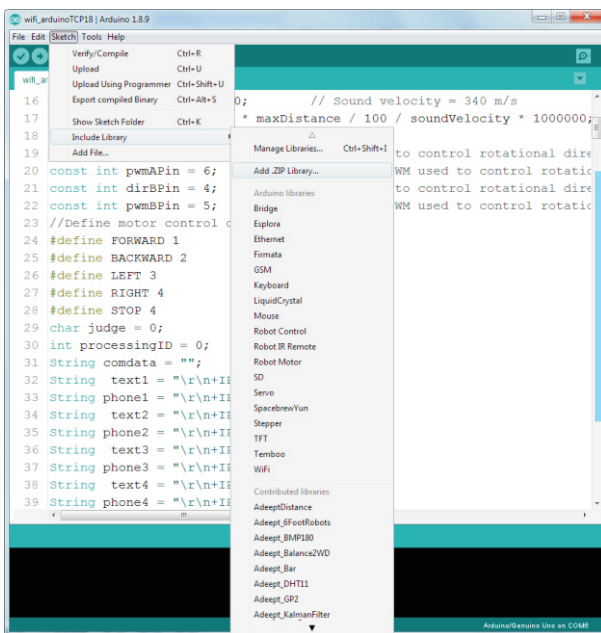 wifi_arduinoTCP18 | Arduino 1.8.9
File Edit Sketch Tools Help
Verify/Compile Ctrl+R
Upload Ctrl+U
Upload Using Programmer Ctrl+Shift+U
Export compiled Binary Ctrl+Alt+S
Show Sketch Folder Ctrl+K
Include Library
Add File...
wifi_ar
Manage Libraries... Ctrl+Shift+I
Add .ZIP Library...
Arduino libraries
Bridge
Esplora
Ethernet
Firmata
GSM
Keyboard
LiquidCrystal
Mouse
Robot Control
Robot IR Remote
Robot Motor
SD
Servo
SpacebrewYun
Stepper
TFT
Temboo
WiFi
Contributed libraries
AdeeptDistance
Adeept_6FootRobots
Adeept_BMP180
Adeept_Balance2WD
Adeept_Bar
Adeept_DHT11
Adeept_GP2
Adeept_KalmanFilter
16 0; // Sound velocity = 340 m/s
17 * maxDistance / 100 / soundVelocity * 1000000;
18
19 to control rotational dire
20 const int pwmAPin = 6; WM used to control rotatic
21 const int dirBPin = 4; to control rotational dire
22 const int pwmBPin = 5; WM used to control rotatic
23 //Define motor control c
24 #define FORWARD 1
25 #define BACKWARD 2
26 #define LEFT 3
27 #define RIGHT 4
28 #define STOP 4
29 char judge = 0;
30 int processingID = 0;
31 String comdata = "";
32 String text1 = "\r\n+IP
33 String phone1 = "\r\n+IP
34 String text2 = "\r\n+IP
35 String phone2 = "\r\n+IP
36 String text3 = "\r\n+IP
37 String phone3 = "\r\n+IP
38 String text4 = "\r\n+IP
39 String phone4 = "\r\n+IP
Arduino/Genuino Uno on COM6